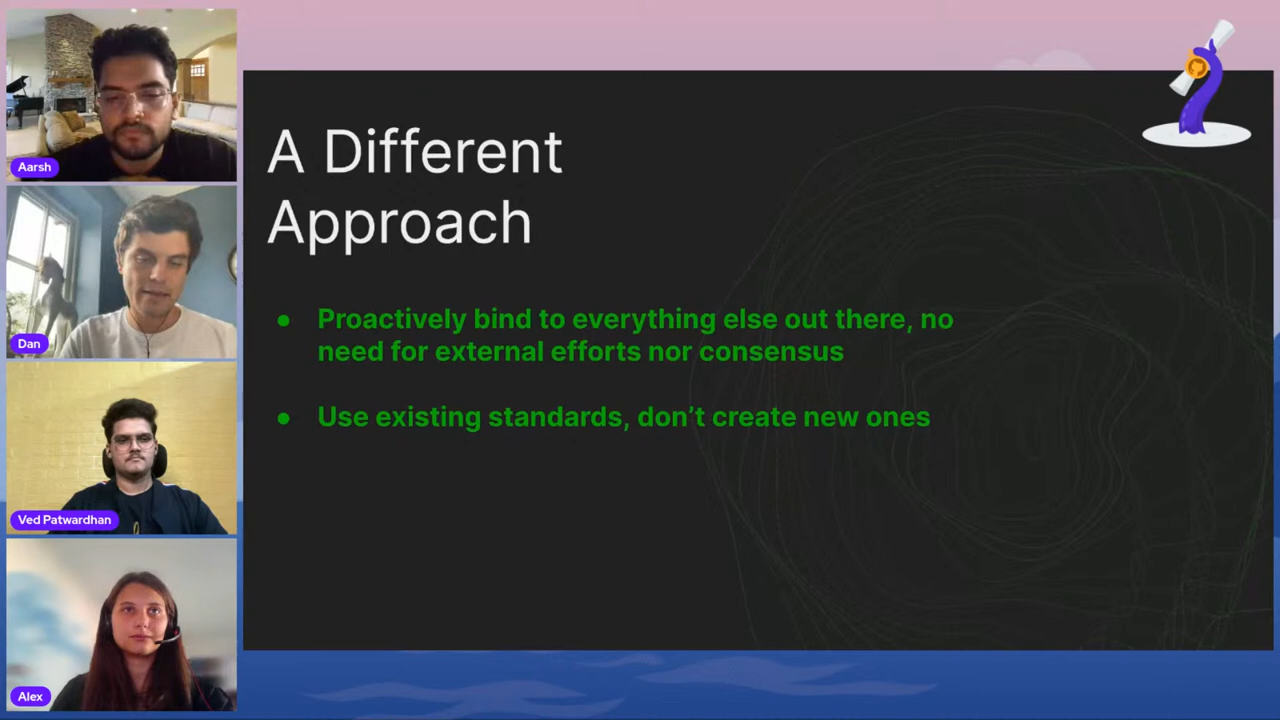 Aarsh
Dan
Ved Patwardhan
Alex
A Different
Approach
● Proactively bind to everything else out there, no
need for external efforts nor consensus
● Use existing standards, don’t create new ones